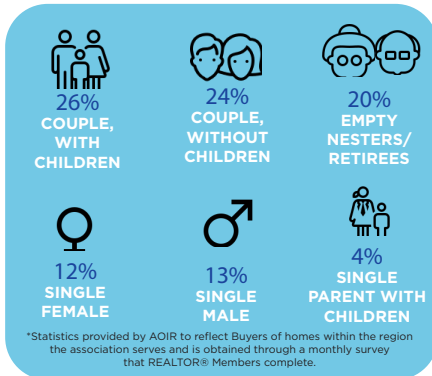 26%
COUPLE,
WITH
CHILDREN
24%
COUPLE,
WITHOUT
CHILDREN
20%
EMPTY
NESTERS/
RETIREES
12%
SINGLE
FEMALE
13%
SINGLE
MALE
4%
SINGLE
PARENT WITH
CHILDREN
*Statistics provided by AOIR to reflect Buyers of homes within the region
the association serves and is obtained through a monthly survey
that REALTOR® Members complete.